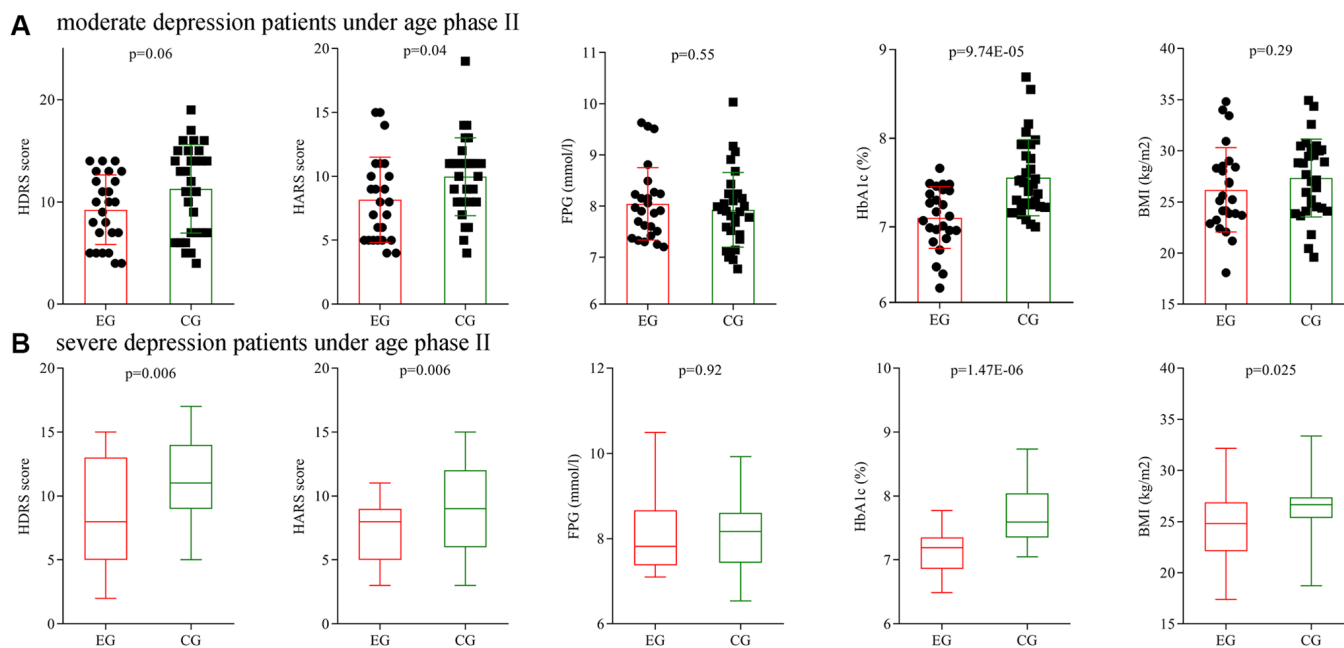 A moderate depression patients under age phase II
p=0.06
HDRS score
20
10
0
EG CG
p=0.04
HARS score
20
15
10
5
0
EG CG
p=0.55
FPG (mmol/l)
11
10
9
8
7
6
EG CG
p=9.74E-05
HbA1c (%)
9
8
7
6
EG CG
p=0.29
BMI (kg/m2)
40
35
30
25
20
15
EG CG
B severe depression patients under age phase II
p=0.006
HDRS score
20
15
10
5
0
EG CG
p=0.006
HARS score
20
15
10
5
0
EG CG
p=0.92
FPG (mmol/l)
12
10
8
6
EG CG
p=1.47E-06
HbA1c (%)
10
9
8
7
6
EG CG
p=0.025
BMI (kg/m2)
40
35
30
25
20
15
EG CG